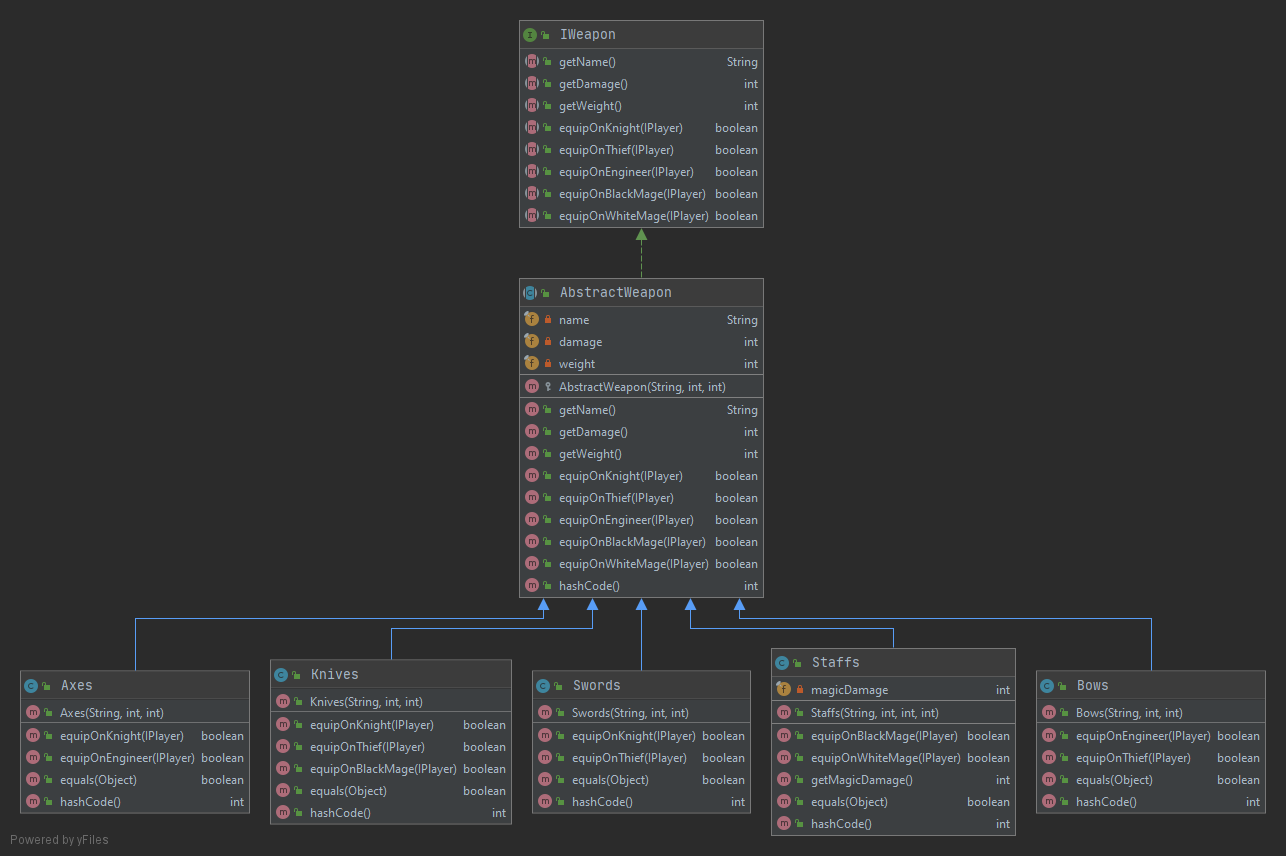 IWeapon
getName() String
getDamage() int
getWeight() int
equipOnKnight(IPlayer) boolean
equipOnThief(IPlayer) boolean
equipOnEngineer(IPlayer) boolean
equipOnBlackMage(IPlayer) boolean
equipOnWhiteMage(IPlayer) boolean
AbstractWeapon
name String
damage int
weight int
AbstractWeapon(String, int, int)
getName() String
getDamage() int
getWeight() int
equipOnKnight(IPlayer) boolean
equipOnThief(IPlayer) boolean
equipOnEngineer(IPlayer) boolean
equipOnBlackMage(IPlayer) boolean
equipOnWhiteMage(IPlayer) boolean
hashCode() int
Axes
Axes(String, int, int)
equipOnKnight(IPlayer) boolean
equipOnEngineer(IPlayer) boolean
equals(Object) boolean
hashCode() int
Knives
Knives(String, int, int)
equipOnKnight(IPlayer) boolean
equipOnThief(IPlayer) boolean
equipOnBlackMage(IPlayer) boolean
equals(Object) boolean
hashCode() int
Swords
Swords(String, int, int)
equipOnKnight(IPlayer) boolean
equipOnThief(IPlayer) boolean
equals(Object) boolean
hashCode() int
Staffs
magicDamage int
Staffs(String, int, int, int)
equipOnBlackMage(IPlayer) boolean
equipOnWhiteMage(IPlayer) boolean
getMagicDamage() int
equals(Object) boolean
hashCode() int
Bows
Bows(String, int, int)
equipOnEngineer(IPlayer) boolean
equipOnThief(IPlayer) boolean
equals(Object) boolean
hashCode() int
Powered by yFiles